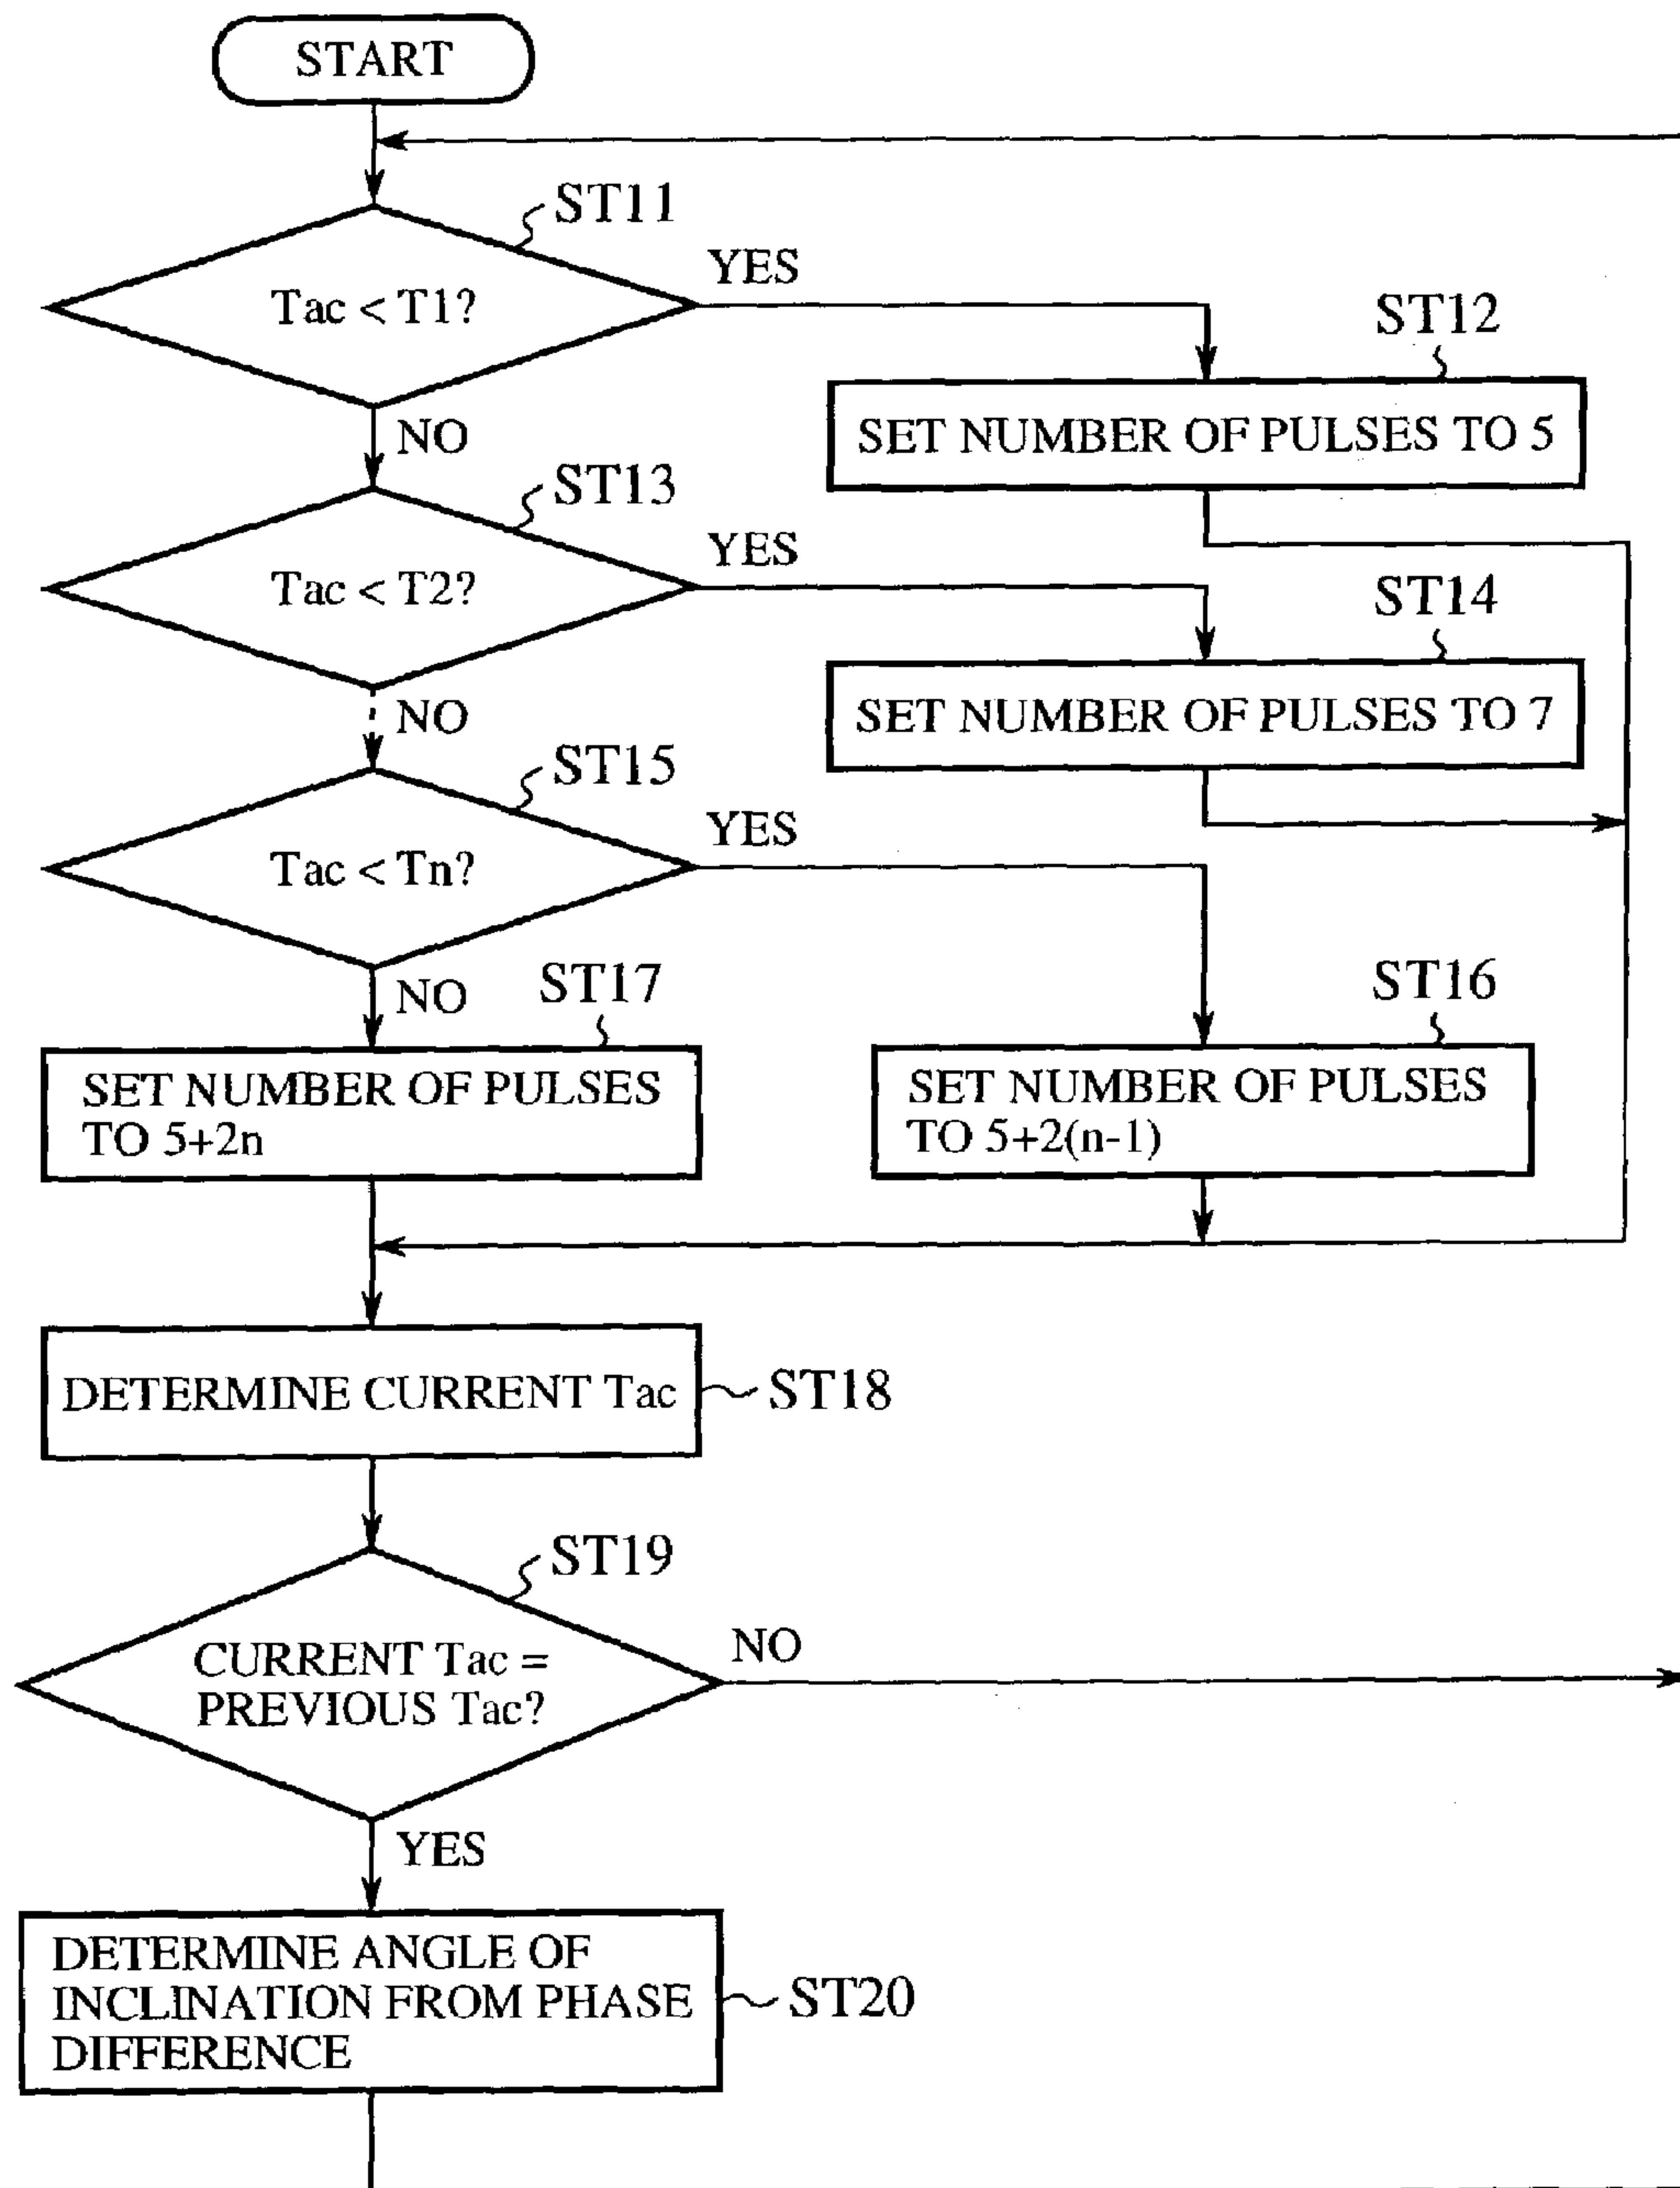 START
ST11
Tac < T1?
YES
ST12
SET NUMBER OF PULSES TO 5
NO
ST13
Tac < T2?
YES
ST14
SET NUMBER OF PULSES TO 7
NO
ST15
Tac < Tn?
YES
NO
ST17
SET NUMBER OF PULSES
TO 5+2n
ST16
SET NUMBER OF PULSES
TO 5+2(n-1)
DETERMINE CURRENT Tac
ST18
ST19
CURRENT Tac =
PREVIOUS Tac?
NO
YES
DETERMINE ANGLE OF
INCLINATION FROM PHASE
DIFFERENCE
ST20